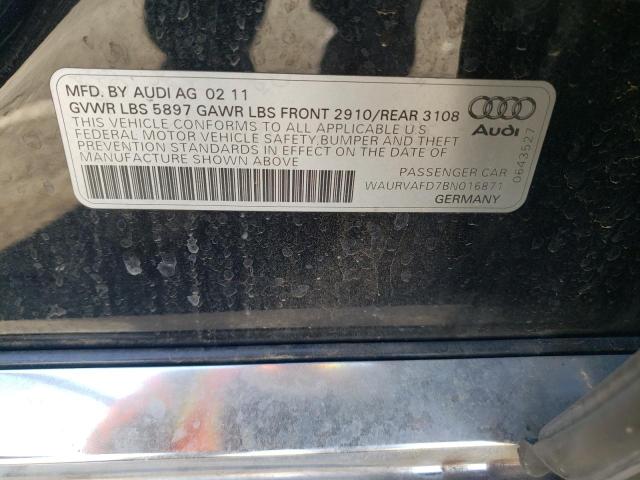 MFD. BY AUDI AG 02 11
GVWR LBS 5897 GAWR LBS FRONT 2910/REAR 3108
THIS VEHICLE CONFORMS TO ALL APPLICABLE U.S
FEDERAL MOTOR VEHICLE SAFETY,BUMPER AND THEFT
PREVENTION STANDARDS IN EFFECT ON THE DATE OF
MANUFACTURE SHOWN ABOVE
PASSENGER CAR
WAURVAFD7BN016871
GERMANY
Audi
0643527